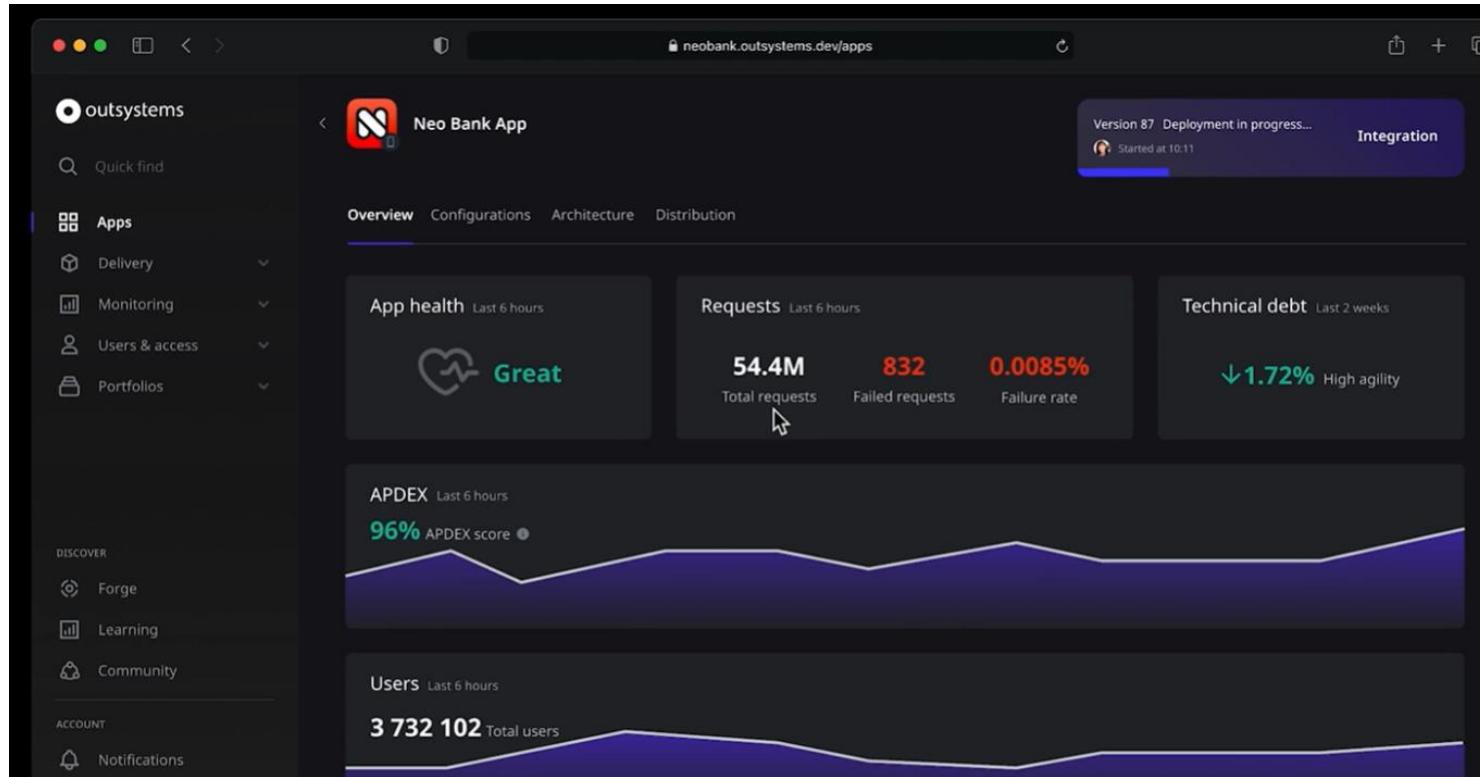 neobank.outsystems.dev/apps
outsystems
Quick find
Apps
Delivery
Monitoring
Users & access
Portfolios
DISCOVER
Forge
Learning
Community
ACCOUNT
Notifications
Neo Bank App
Version 87 Deployment in progress...
Started at 10:11
Integration
Overview Configurations Architecture Distribution
App health Last 6 hours
Great
Requests Last 6 hours
54.4M 832 0.0085%
Total requests Failed requests Failure rate
Technical debt Last 2 weeks
1.72% High agility
APDEX Last 6 hours
96% APDEX score
Users Last 6 hours
3 732 102 Total users